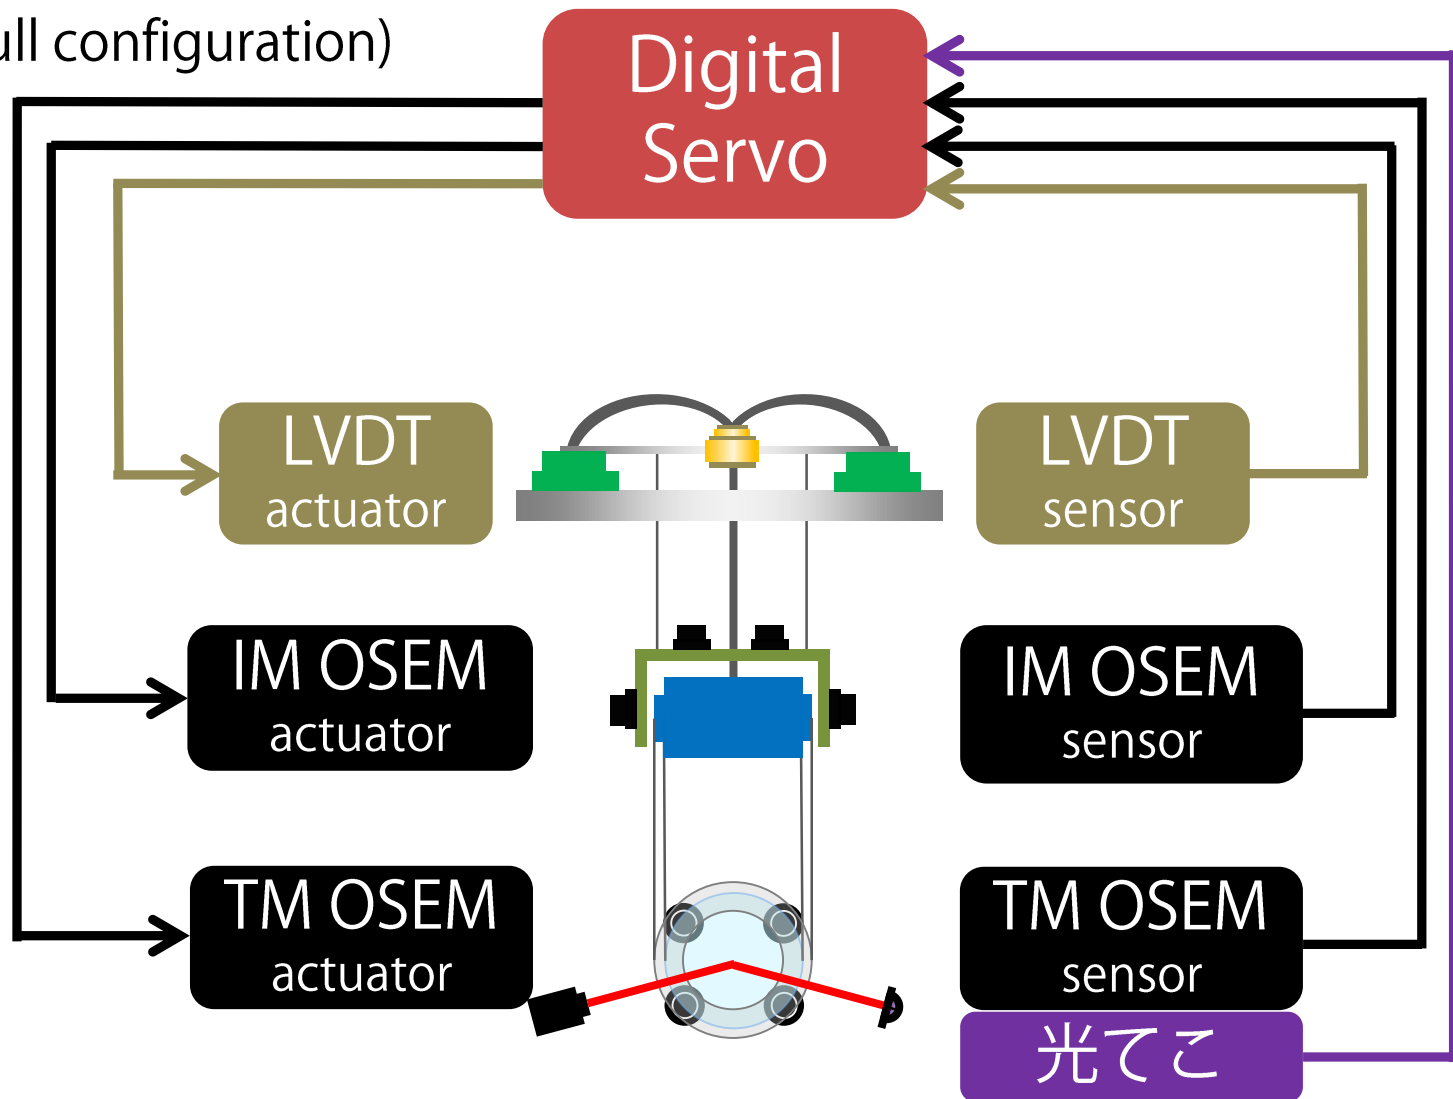 ull configuration)
Digital
Servo
LVDT
actuator
LVDT
sensor
IM OSEM
actuator
IM OSEM
sensor
TM OSEM
actuator
TM OSEM
sensor
光てこ